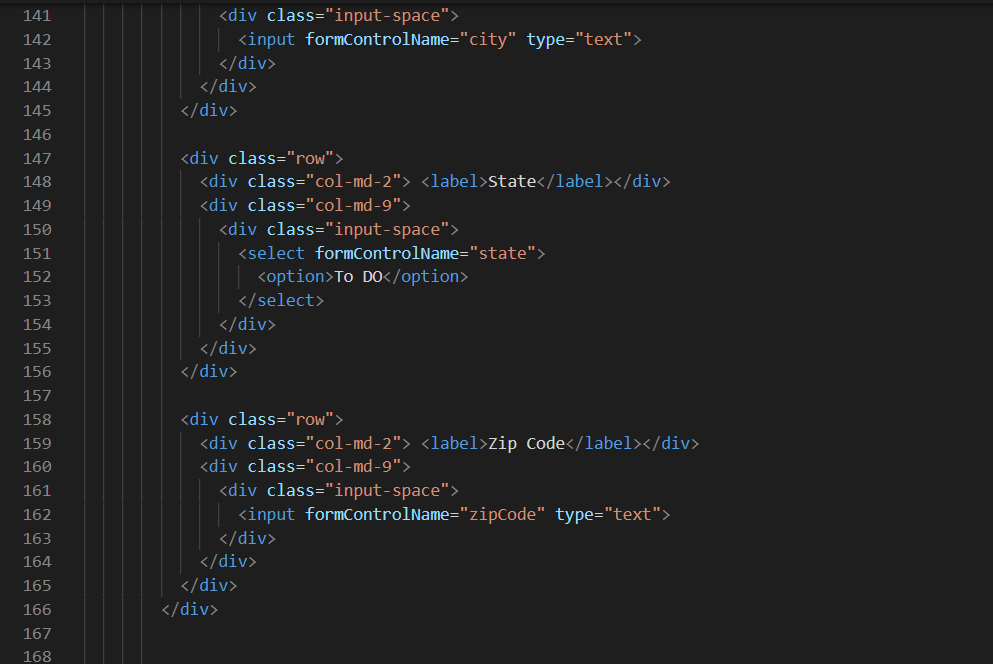 141 <div class="input-space">
142 <input formControlName="city" type="text">
143 </div>
144 </div>
145 </div>
146
147 <div class="row">
148 <div class="col-md-2"> <label>State</label></div>
149 <div class="col-md-9">
150 <div class="input-space">
151 <select formControlName="state">
152 <option>To DO</option>
153 </select>
154 </div>
155 </div>
156 </div>
157
158 <div class="row">
159 <div class="col-md-2"> <label>Zip Code</label></div>
160 <div class="col-md-9">
161 <div class="input-space">
162 <input formControlName="zipCode" type="text">
163 </div>
164 </div>
165 </div>
166 </div>
167
168